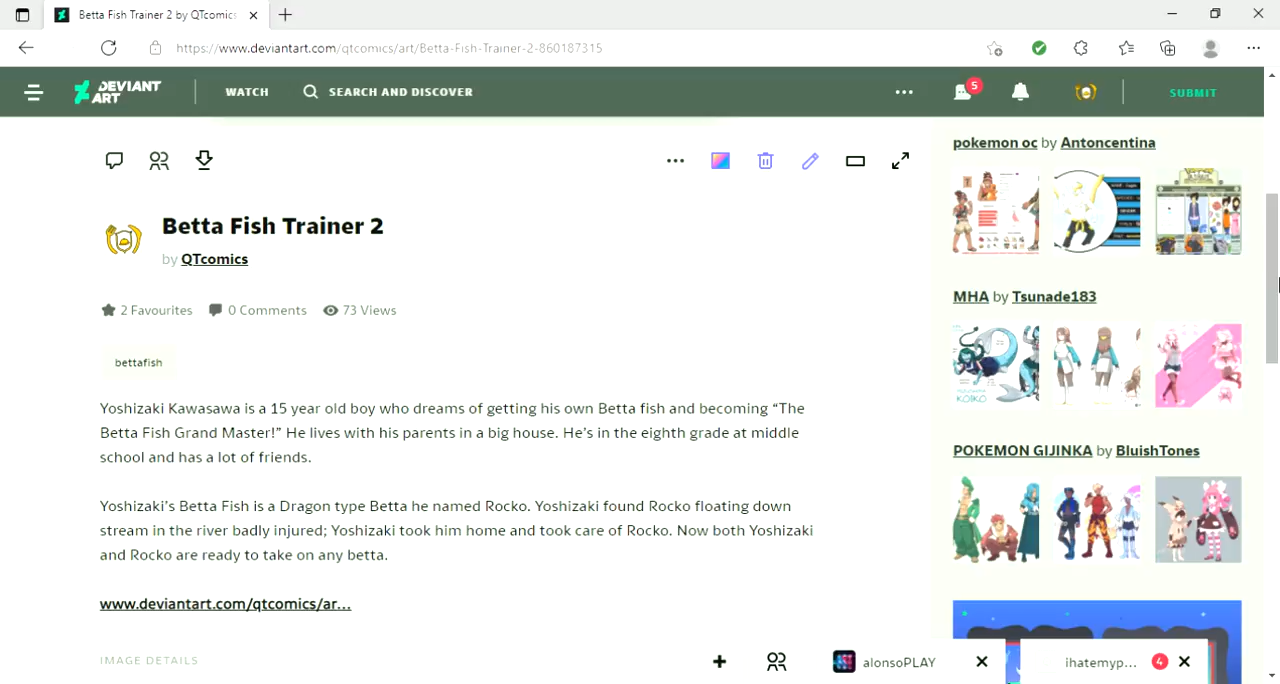 Betta Fish Trainer 2 by QTcomics
https://www.deviantart.com/qtcomics/art/Betta-Fish-Trainer-2-860187315
DEVIANT ART
WATCH
SEARCH AND DISCOVER
5
SUBMIT
Betta Fish Trainer 2
by QTcomics
2 Favourites
0 Comments
73 Views
bettafish
Yoshizaki Kawasawa is a 15 year old boy who dreams of getting his own Betta fish and becoming “The
Betta Fish Grand Master!” He lives with his parents in a big house. He’s in the eighth grade at middle
school and has a lot of friends.
Yoshizaki’s Betta Fish is a Dragon type Betta he named Rocko. Yoshizaki found Rocko floating down
stream in the river badly injured; Yoshizaki took him home and took care of Rocko. Now both Yoshizaki
and Rocko are ready to take on any betta.
www.deviantart.com/qtcomics/ar...
IMAGE DETAILS
pokemon oc by Antoncentina
MHA by Tsunade183
KOIKO
POKEMON GIJINKA by BluishTones
alonsoPLAY
ihatemyp...
4